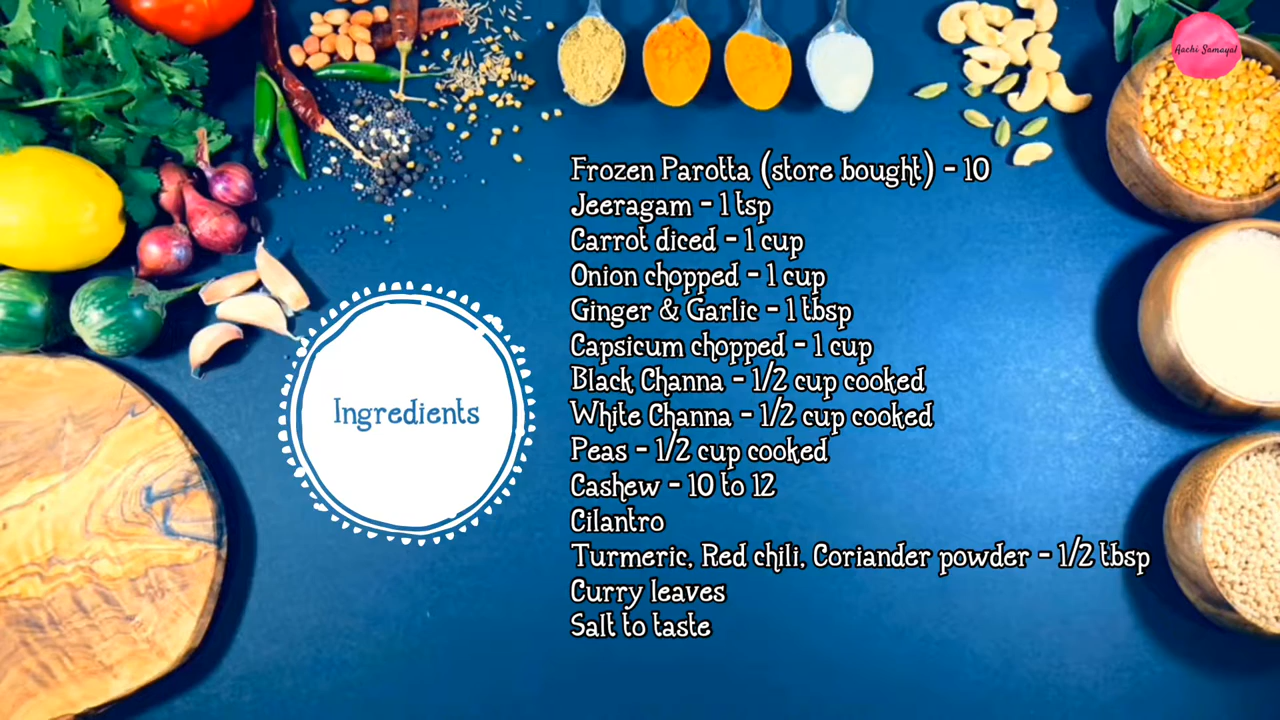 Aachi Samayal
Frozen Parotta (store bought) - 10
Jeeragam - 1 tsp
Carrot diced - 1 cup
Onion chopped - 1 cup
Ginger & Garlic - 1 tbsp
Capsicum chopped - 1 cup
Black Channa - 1/2 cup cooked
White Channa - 1/2 cup cooked
Peas - 1/2 cup cooked
Cashew - 10 to 12
Cilantro
Turmeric, Red chili, Coriander powder - 1/2 tbsp
Curry leaves
Salt to taste
Ingredients